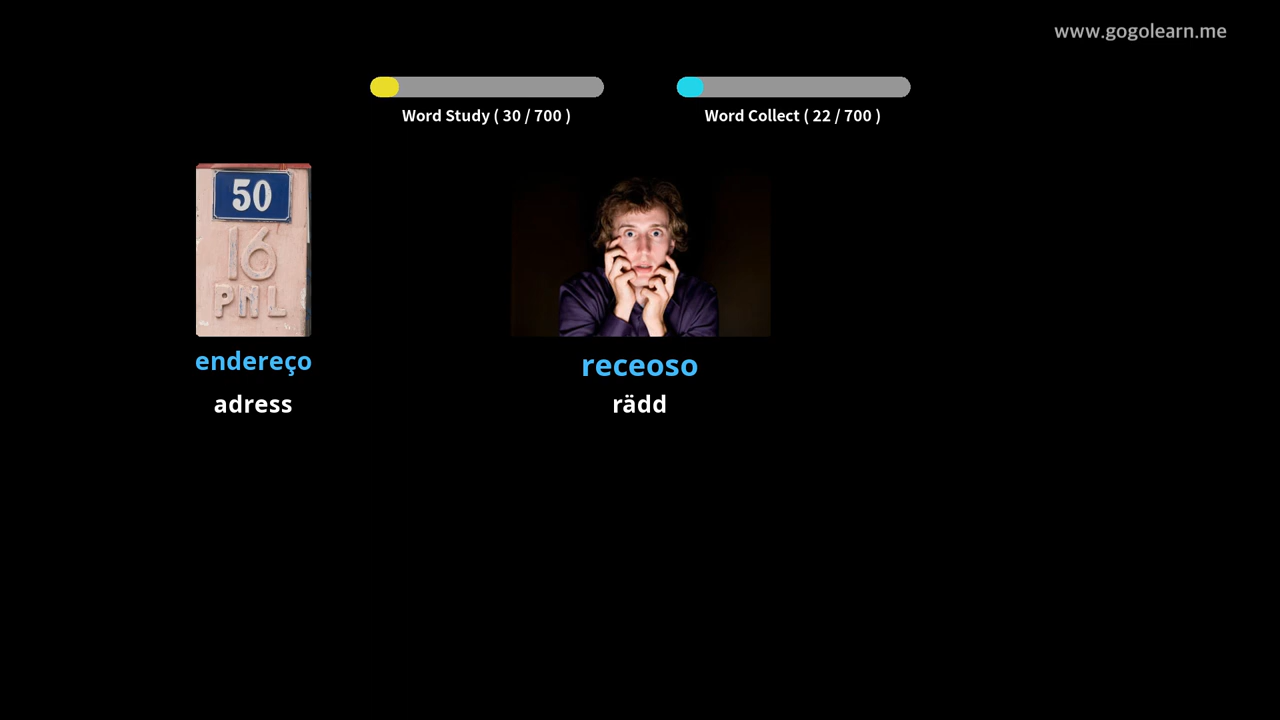 www.gogolearn.me
Word Study ( 30 / 700 )
Word Collect ( 22 / 700 )
50
16
PNL
endereço
receoso
adress
rädd